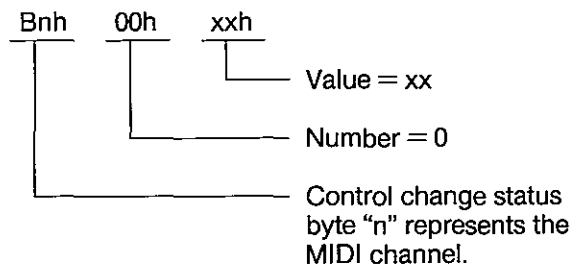 Bnh 00h xxh
Value = xx
Number = 0
Control change status
byte “n” represents the
MIDI channel.